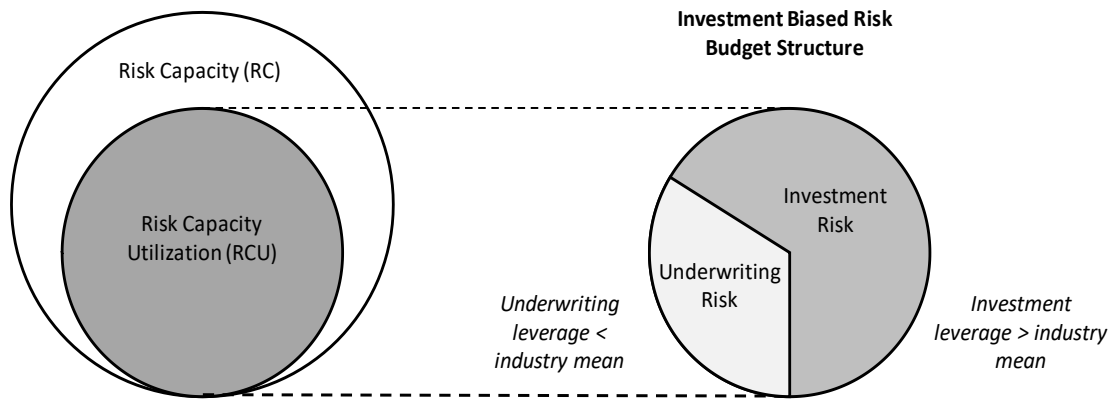 Investment Biased Risk
Budget Structure
Risk Capacity (RC)
Risk Capacity
Utilization (RCU)
Investment
Risk
Underwriting
Risk
Underwriting
leverage <
industry mean
Investment
leverage > industry
mean